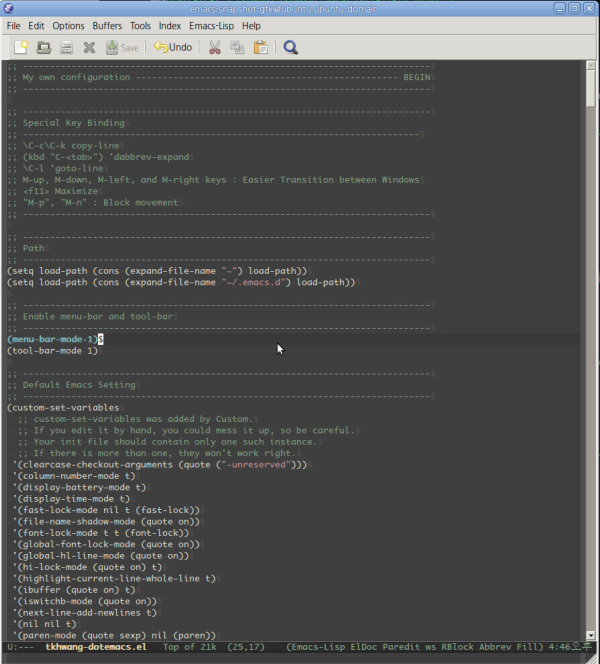 emacs-snapshot-gtk@ubuntu.ubuntu-domain
File Edit Options Buffers Tools Index Emacs-Lisp Help
Save Undo
;; -----------------------------------------------------------------------
;; My own configuration ---------------------------------------------- BEGIN
;; -----------------------------------------------------------------------
;; -----------------------------------------------------------------------
;; Special Key Binding
;; ---------------------------------------------------------------------
;; \C-c\C-k copy-line
;; (kbd "C-<tab>") 'dabbrev-expand
;; \C-l 'goto-line
;; M-up, M-down, M-left, and M-right keys : Easier Transition between Windows
;; <f11> Maximize
;; "M-p", "M-n" : Block movement
;; -----------------------------------------------------------------------
;; -----------------------------------------------------------------------
;; Path
;; -----------------------------------------------------------------------
(setq load-path (cons (expand-file-name "~") load-path))
(setq load-path (cons (expand-file-name "~/.emacs.d") load-path))
;; -----------------------------------------------------------------------
;; Enable menu-bar and tool-bar
;; -----------------------------------------------------------------------
(menu-bar-mode 1)$
(tool-bar-mode 1)
;; -----------------------------------------------------------------------
;; Default Emacs Setting
;; -----------------------------------------------------------------------
(custom-set-variables
;; custom-set-variables was added by Custom.
;; If you edit it by hand, you could mess it up, so be careful.
;; Your init file should contain only one such instance.
;; If there is more than one, they won't work right.
'(clearcase-checkout-arguments (quote ("-unreserved")))
'(column-number-mode t)
'(display-battery-mode t)
'(display-time-mode t)
'(fast-lock-mode nil t (fast-lock))
'(file-name-shadow-mode (quote on))
'(font-lock-mode t t (font-lock))
'(global-font-lock-mode (quote on))
'(global-hl-line-mode (quote on))
'(hi-lock-mode (quote on) t)
'(highlight-current-line-whole-line t)
'(ibuffer (quote on) t)
'(iswitchb-mode (quote on))
'(next-line-add-newlines t)
'(nil nil t)
'(paren-mode (quote sexp) nil (paren))
U:--- tkhwang-dotemacs.el Top of 21k (25,17) (Emacs-Lisp ElDoc Paredit ws RBlock Abbrev Fill) 4:46오후